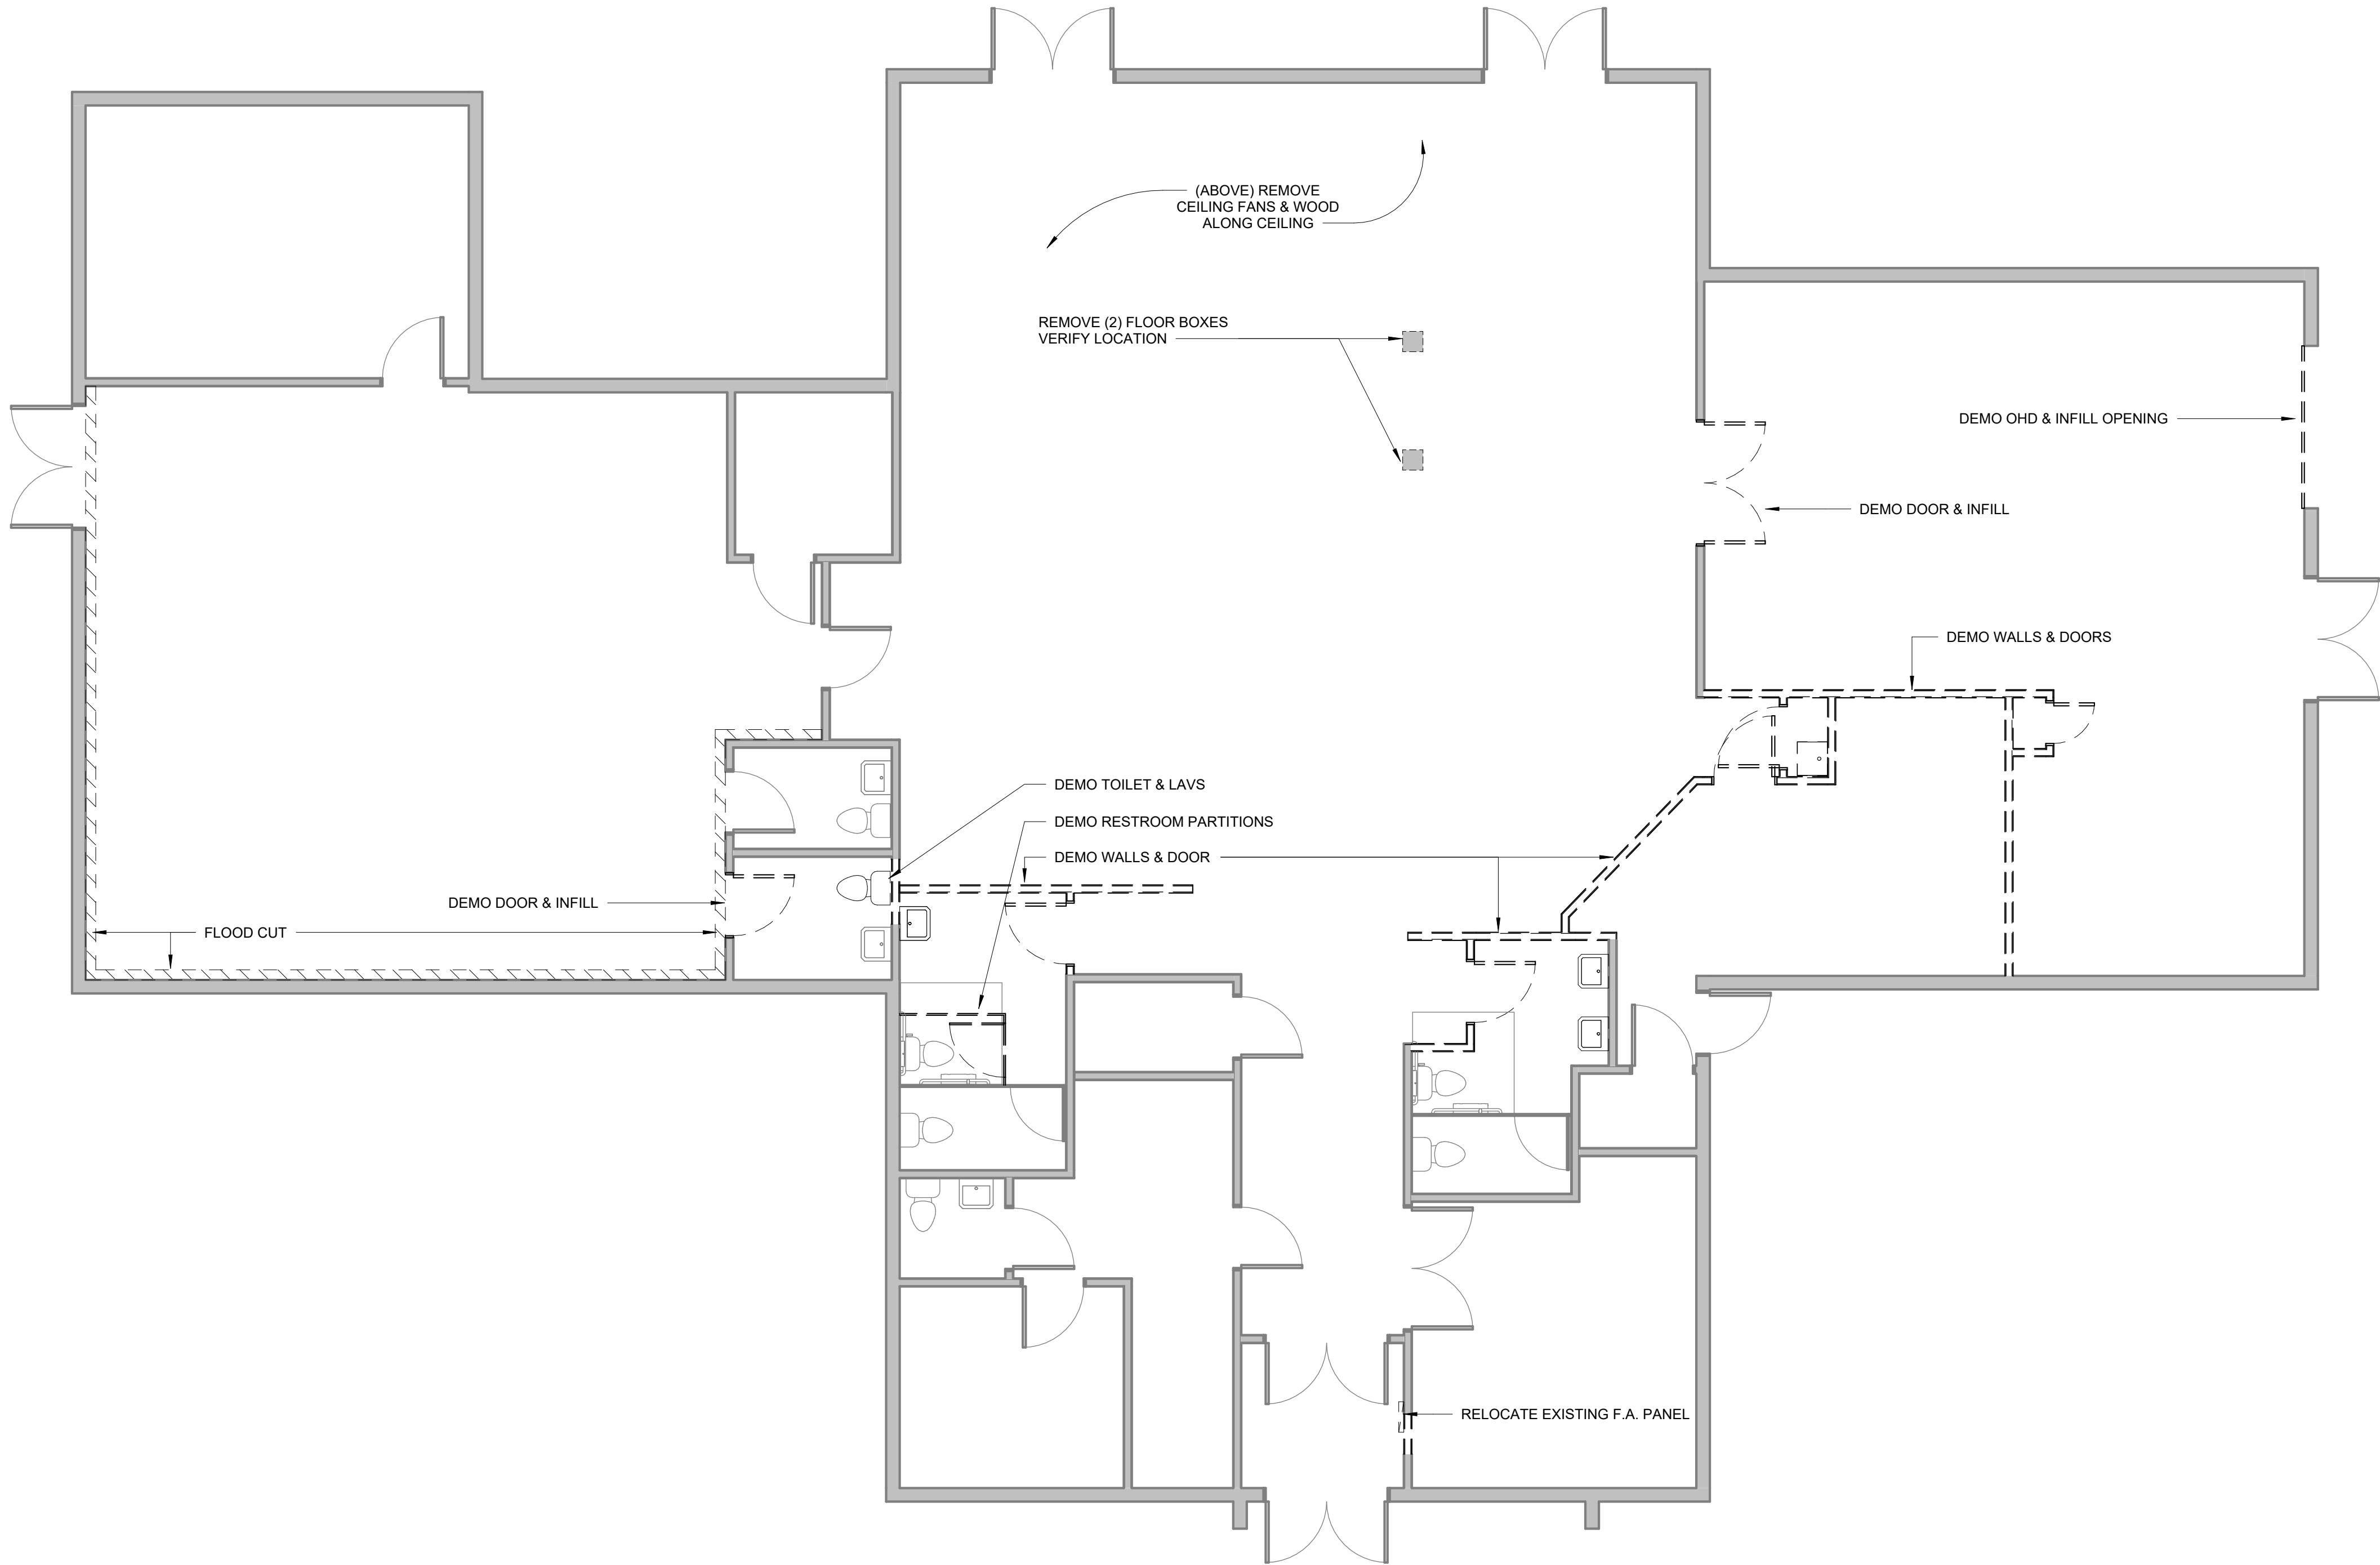 (ABOVE) REMOVE
CEILING FANS & WOOD
ALONG CEILING
REMOVE (2) FLOOR BOXES
VERIFY LOCATION
DEMO OHD & INFILL OPENING
DEMO DOOR & INFILL
DEMO WALLS & DOORS
DEMO TOILET & LAVS
DEMO RESTROOM PARTITIONS
DEMO WALLS & DOOR
DEMO DOOR & INFILL
FLOOD CUT
RELOCATE EXISTING F.A. PANEL